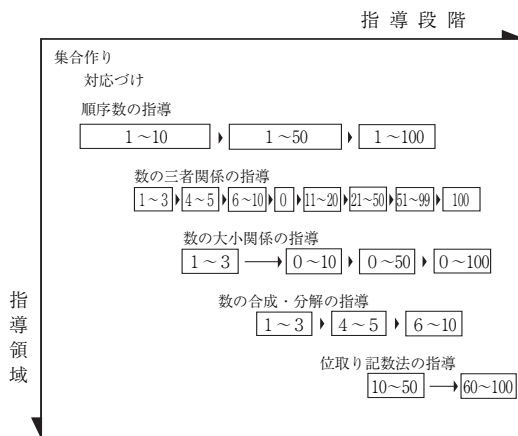 指導段階
集合作り
対応づけ
順序数の指導
1～10 1～50 1～100
数の三者関係の指導
1～3 4～5 6～10 0 11～20 21～50 51～99 100
数の大小関係の指導
1～3 0～10 0～50 0～100
数の合成・分解の指導
1～3 4～5 6～10
位取り記数法の指導
10～50 60～100
指導領域